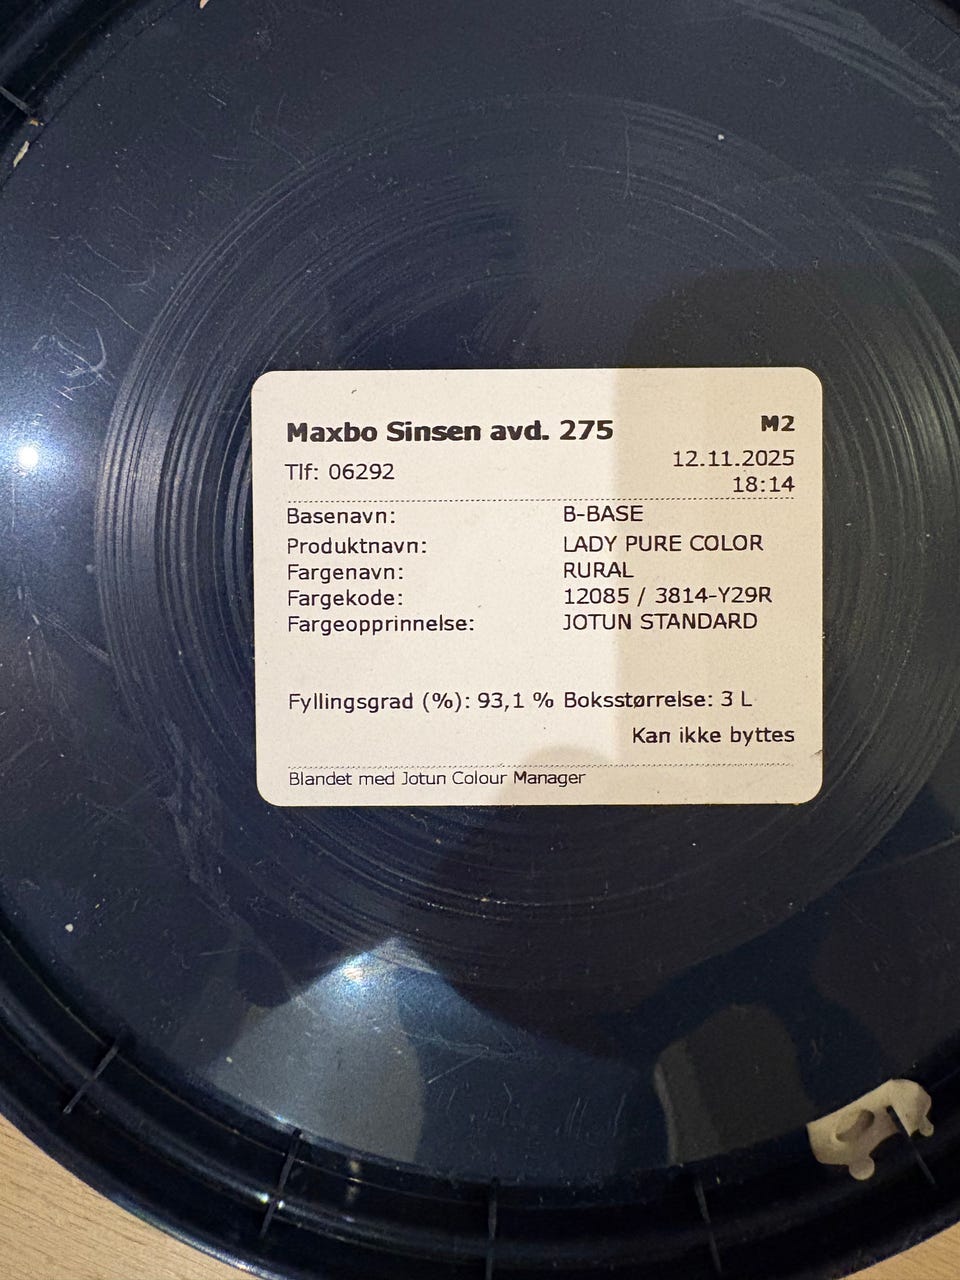 Maxbo Sinsen avd. 275 M2
Tlf: 06292 12.11.2025
18:14
Basenavn: B-BASE
Produktnavn: LADY PURE COLOR
Fargenavn: RURAL
Fargekode: 12085 / 3814-Y29R
Fargeopprinnelse: JOTUN STANDARD
Fyllingsgrad (%): 93,1 % Boksstørrelse: 3 L
Kan ikke byttes
Blandet med Jotun Colour Manager